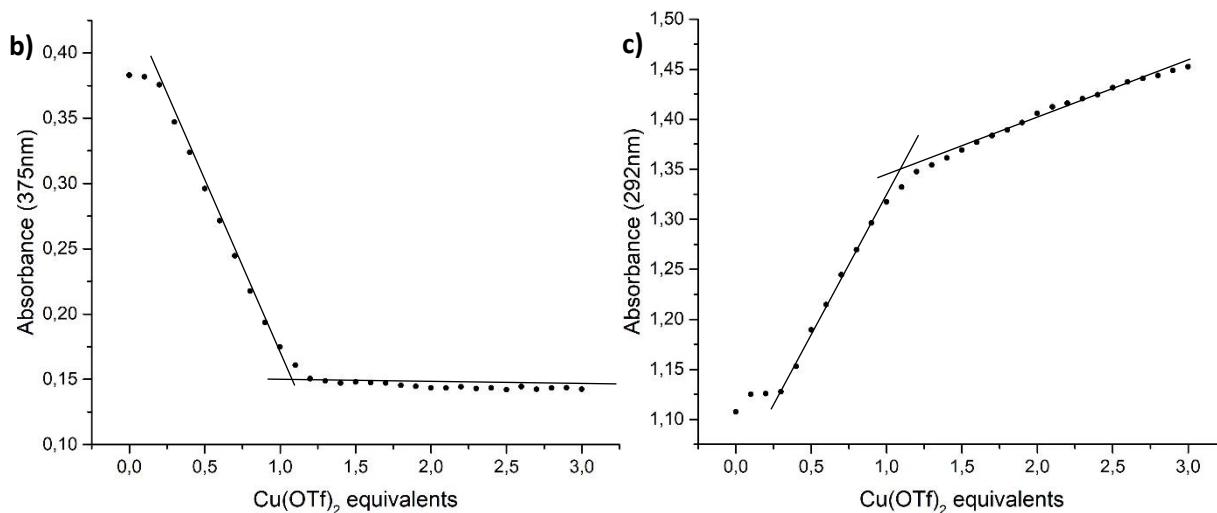 b)
Absorbance (375nm)
0,40
0,35
0,30
0,25
0,20
0,15
0,10
0,0 0,5 1,0 1,5 2,0 2,5 3,0
Cu(OTf)2 equivalents
c)
Absorbance (292nm)
1,45
1,40
1,35
1,30
1,25
1,20
1,15
1,10
0,0 0,5 1,0 1,5 2,0 2,5 3,0
Cu(OTf)2 equivalents